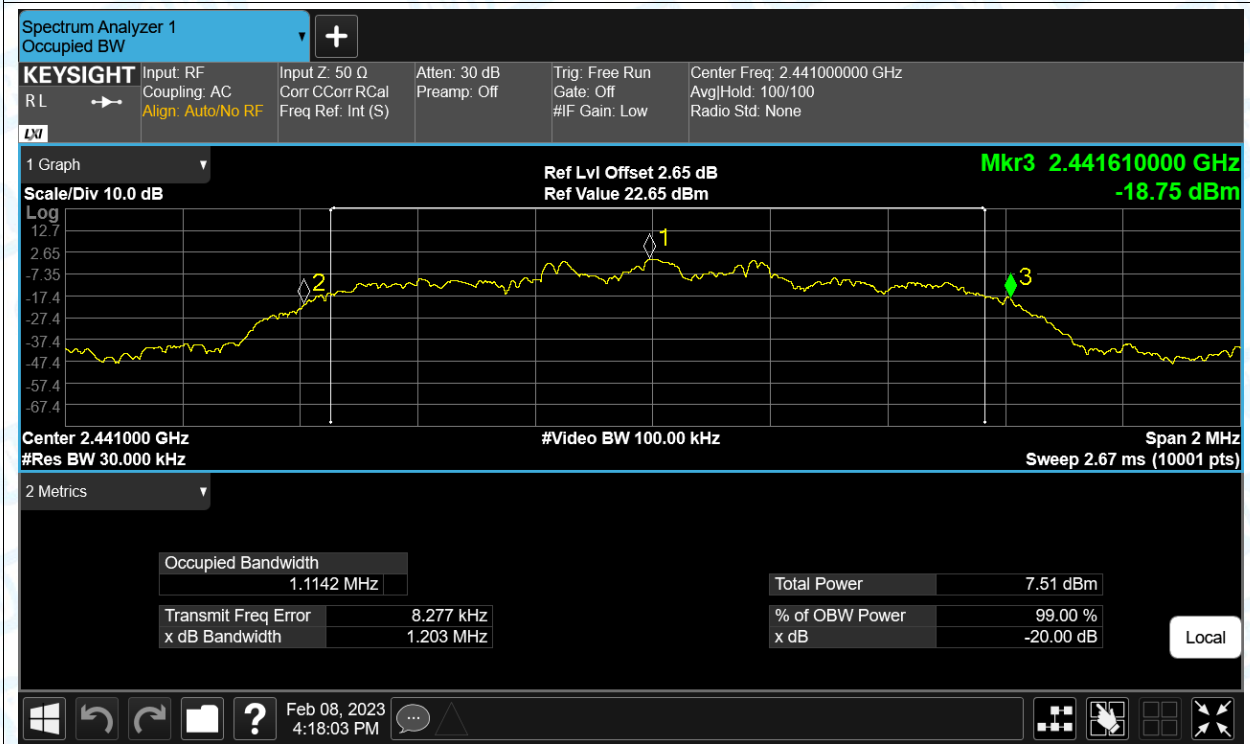 Spectrum Analyzer 1
Occupied BW
▼
+
KEYSIGHT
R L
LXI
Input: RF
Coupling: AC
Align: Auto/No RF
Input Z: 50 Ω
Corr CCorr RCal
Freq Ref: Int (S)
Atten: 30 dB
Preamp: Off
Trig: Free Run
Gate: Off
#IF Gain: Low
Center Freq: 2.441000000 GHz
Avg|Hold: 100/100
Radio Std: None
1 Graph ▼
Scale/Div 10.0 dB
Ref Lvl Offset 2.65 dB
Ref Value 22.65 dBm
Mkr3 2.441610000 GHz
-18.75 dBm
Log
12.7
2.65
-7.35
-17.4
-27.4
-37.4
-47.4
-57.4
-67.4
1
2
3
Center 2.441000 GHz
#Res BW 30.000 kHz
#Video BW 100.00 kHz
Span 2 MHz
Sweep 2.67 ms (10001 pts)
2 Metrics ▼
Occupied Bandwidth
1.1142 MHz
Transmit Freq Error 8.277 kHz
x dB Bandwidth 1.203 MHz
Total Power 7.51 dBm
% of OBW Power 99.00 %
x dB -20.00 dB
Local
?
Feb 08, 2023
4:18:03 PM